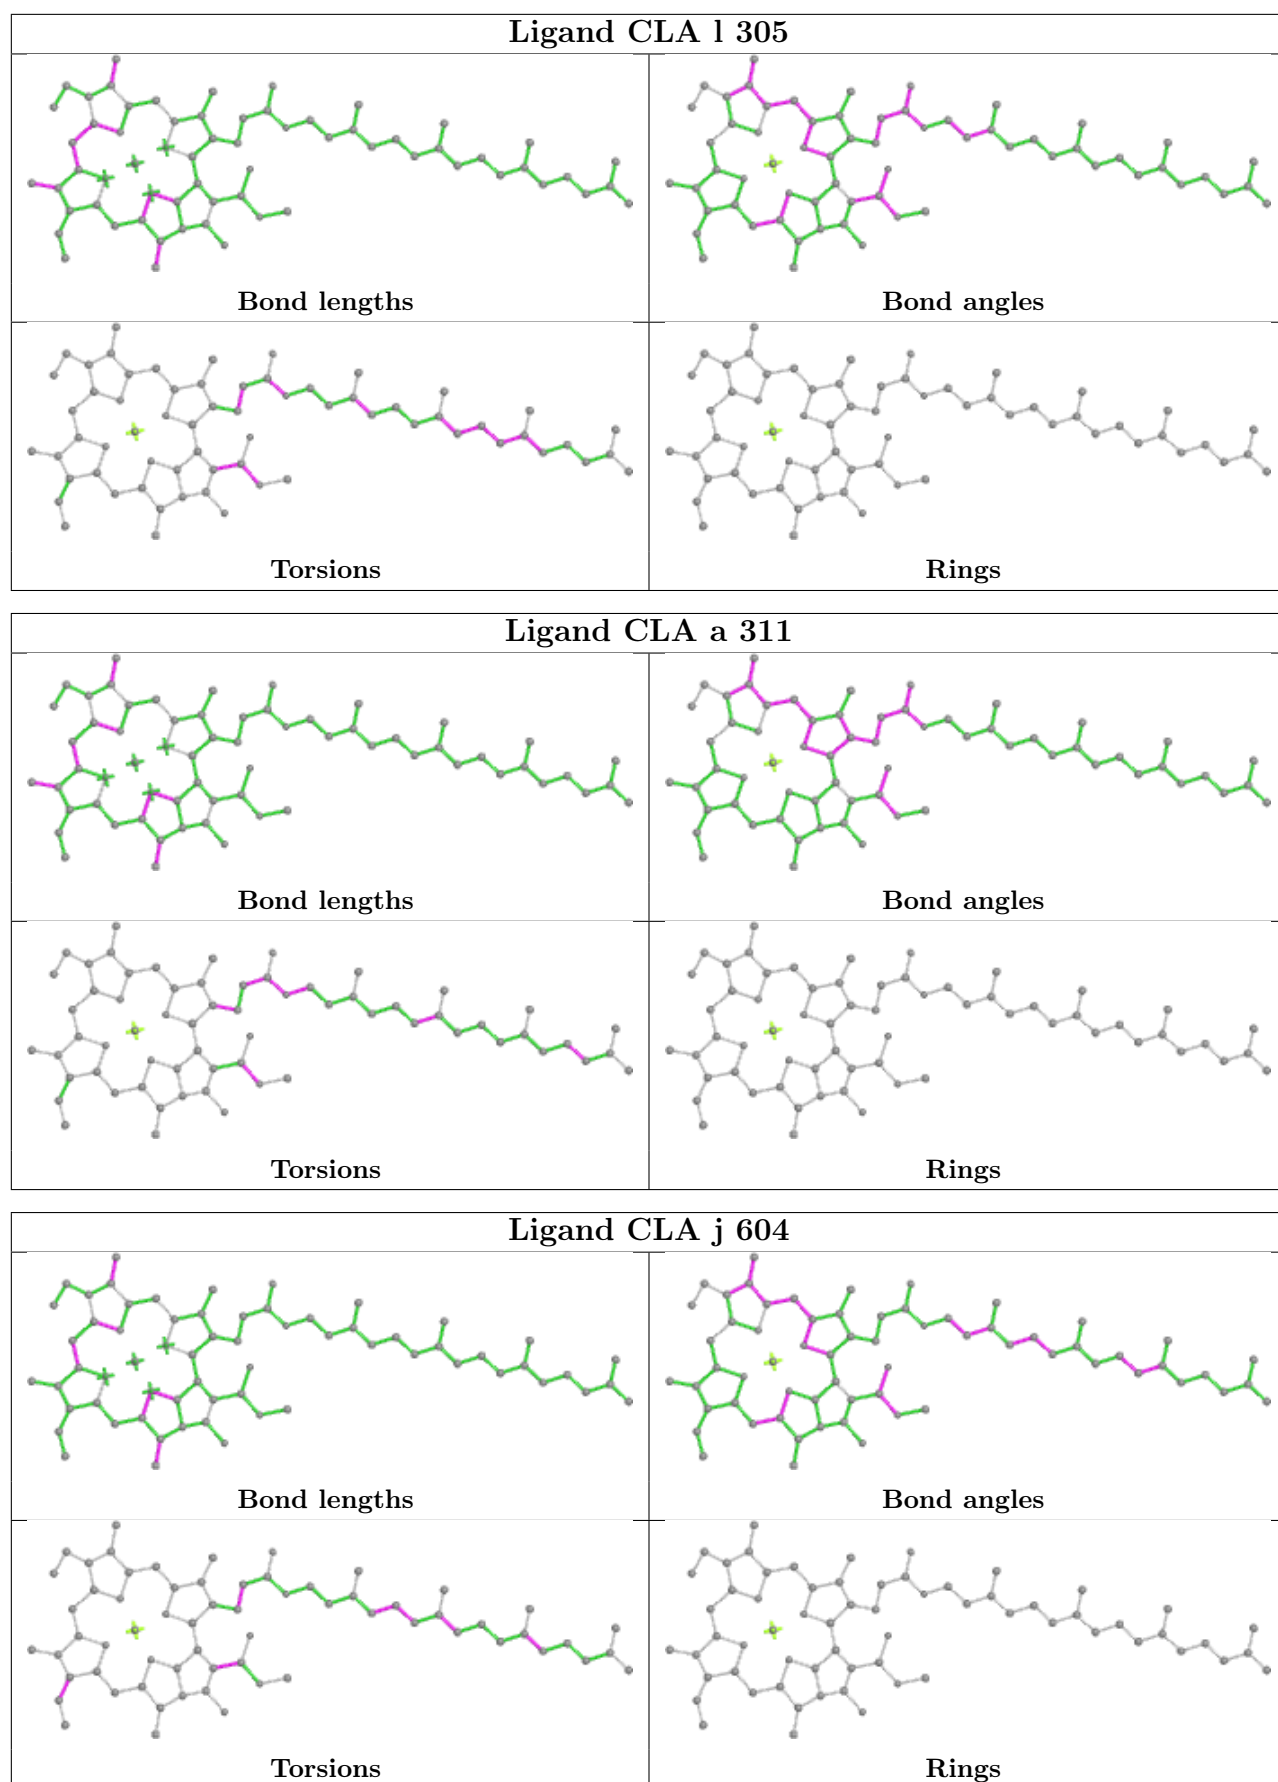 Ligand CLA l 305
Bond lengths
Bond angles
Torsions
Rings
Ligand CLA a 311
Bond lengths
Bond angles
Torsions
Rings
Ligand CLA j 604
Bond lengths
Bond angles
Torsions
Rings